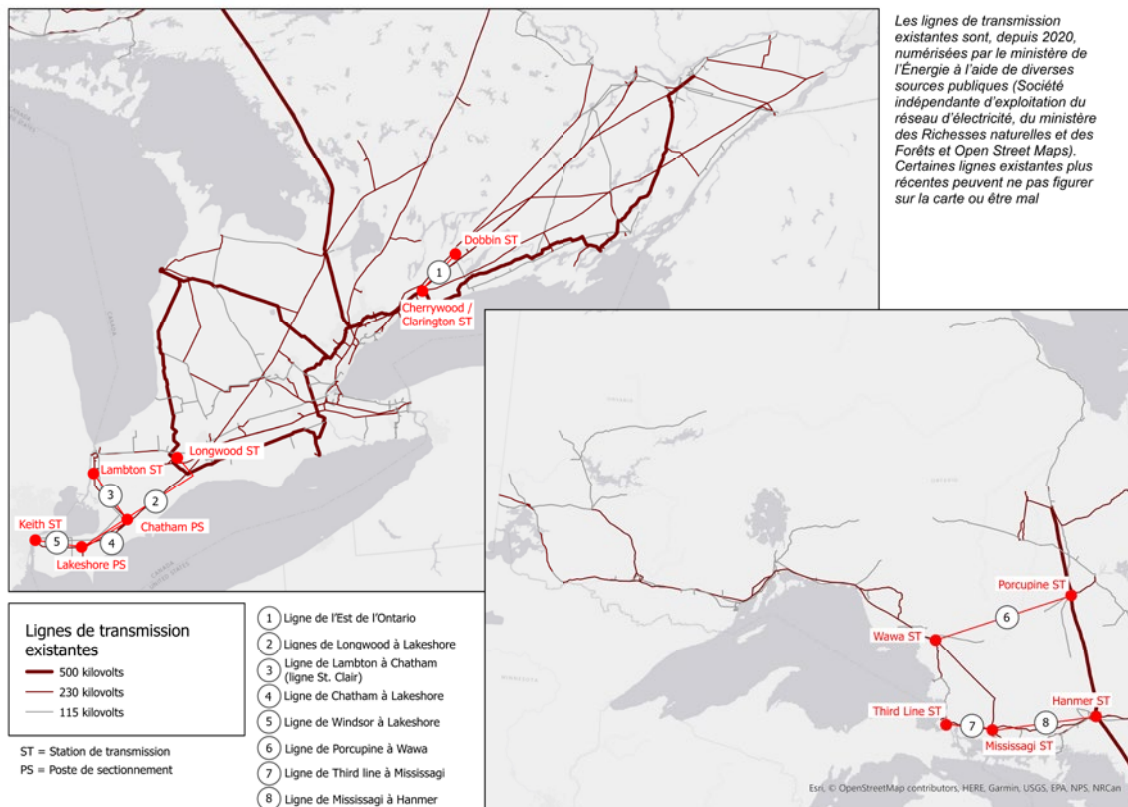 Les lignes de transmission
existantes sont, depuis 2020,
numérisées par le ministère de
l'Énergie à l'aide de diverses
sources publiques (Société
indépendante d'exploitation du
réseau d'électricité, du ministère
des Richesses naturelles et des
Forêts et Open Street Maps).
Certaines lignes existantes plus
récentes peuvent ne pas figurer
sur la carte ou être mal
Dobbin ST
1
Cherrywood /
Clarington ST
Longwood ST
Lambton ST
3
2
Keith ST
Chatham PS
5
4
Lakeshore PS
CANADA
UNITED STATES
Porcupine ST
6
Wawa ST
Hanmer ST
Third Line ST
7
8
Mississagi ST
ONTARIO
MINNESOTA
Esri, © OpenStreetMap contributors, HERE, Garmin, USGS, EPA, NPS, NRCan
Lignes de transmission
existantes
500 kilovolts
230 kilovolts
115 kilovolts
ST = Station de transmission
PS = Poste de sectionnement
1 Ligne de l'Est de l'Ontario
2 Lignes de Longwood à Lakeshore
3 Ligne de Lambton à Chatham
(ligne St. Clair)
4 Ligne de Chatham à Lakeshore
5 Ligne de Windsor à Lakeshore
6 Ligne de Porcupine à Wawa
7 Ligne de Third line à Missisagi
8 Ligne de Mississagi à Hanmer